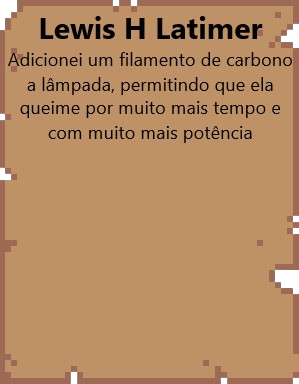 Lewis H Latimer
Adicionei um filamento de carbono
a lâmpada, permitindo que ela
queime por muito mais tempo e
com muito mais potência